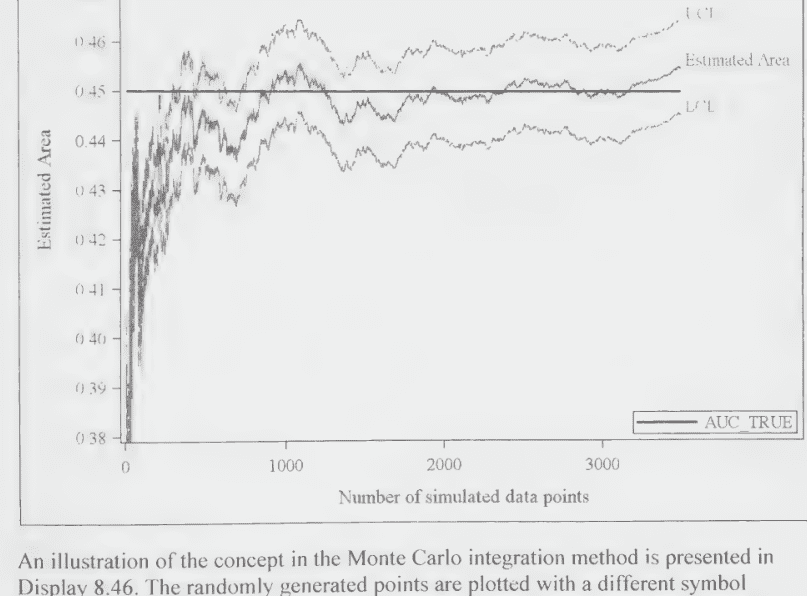 UCL
0.46
Estimated Area
0.45
LCL
0.44
0.43
Estimated Area
0.42
0.41
0.40
0.39
AUC_TRUE
0.38
0
1000
2000
3000
Number of simulated data points
An illustration of the concept in the Monte Carlo integration method is presented in
Display 8.46. The randomly generated points are plotted with a different symbol